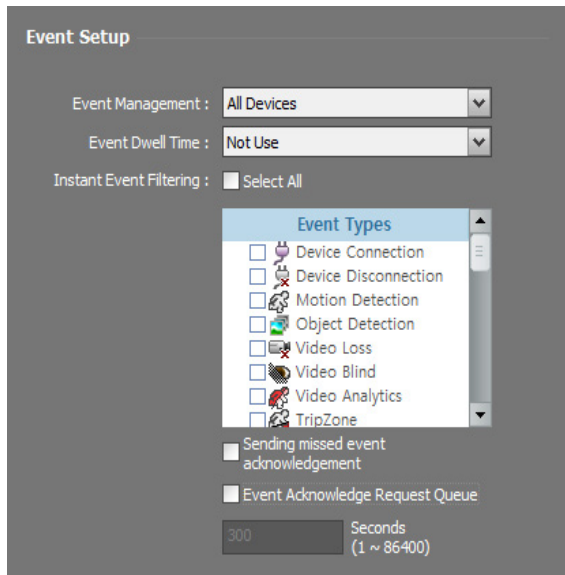 Event Setup
Event Management : All Devices
Event Dwell Time : Not Use
Instant Event Filtering : Select All
Event Types
Device Connection
Device Disconnection
Motion Detection
Object Detection
Video Loss
Video Blind
Video Analytics
TripZone
Sending missed event
acknowledgement
Event Acknowledge Request Queue
300 Seconds
(1 ~ 86400)